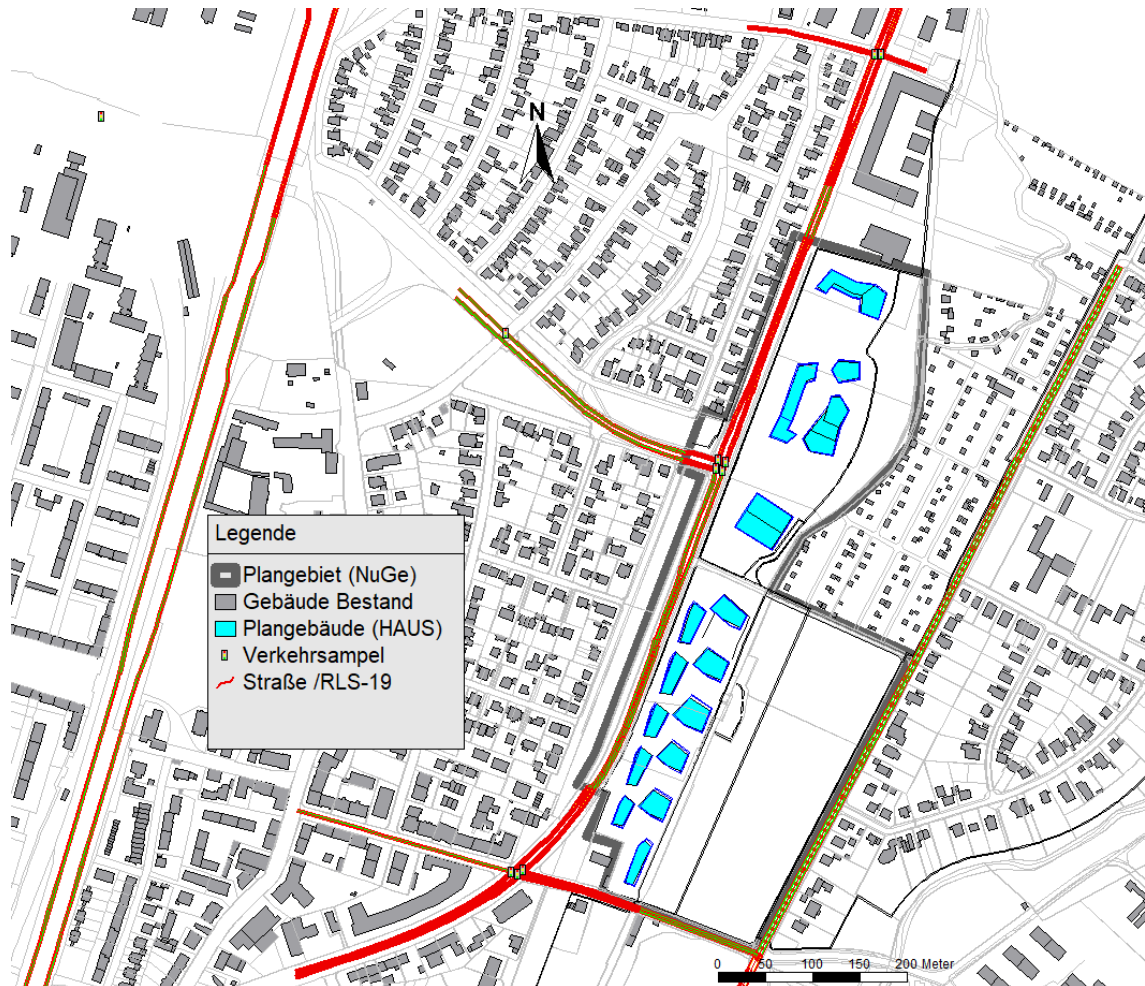 N
Legende
Plangebiet (NuGe)
Gebäude Bestand
Plangebäude (HAUS)
Verkehrsampel
Straße /RLS-19
0 50 100 150 200 Meter